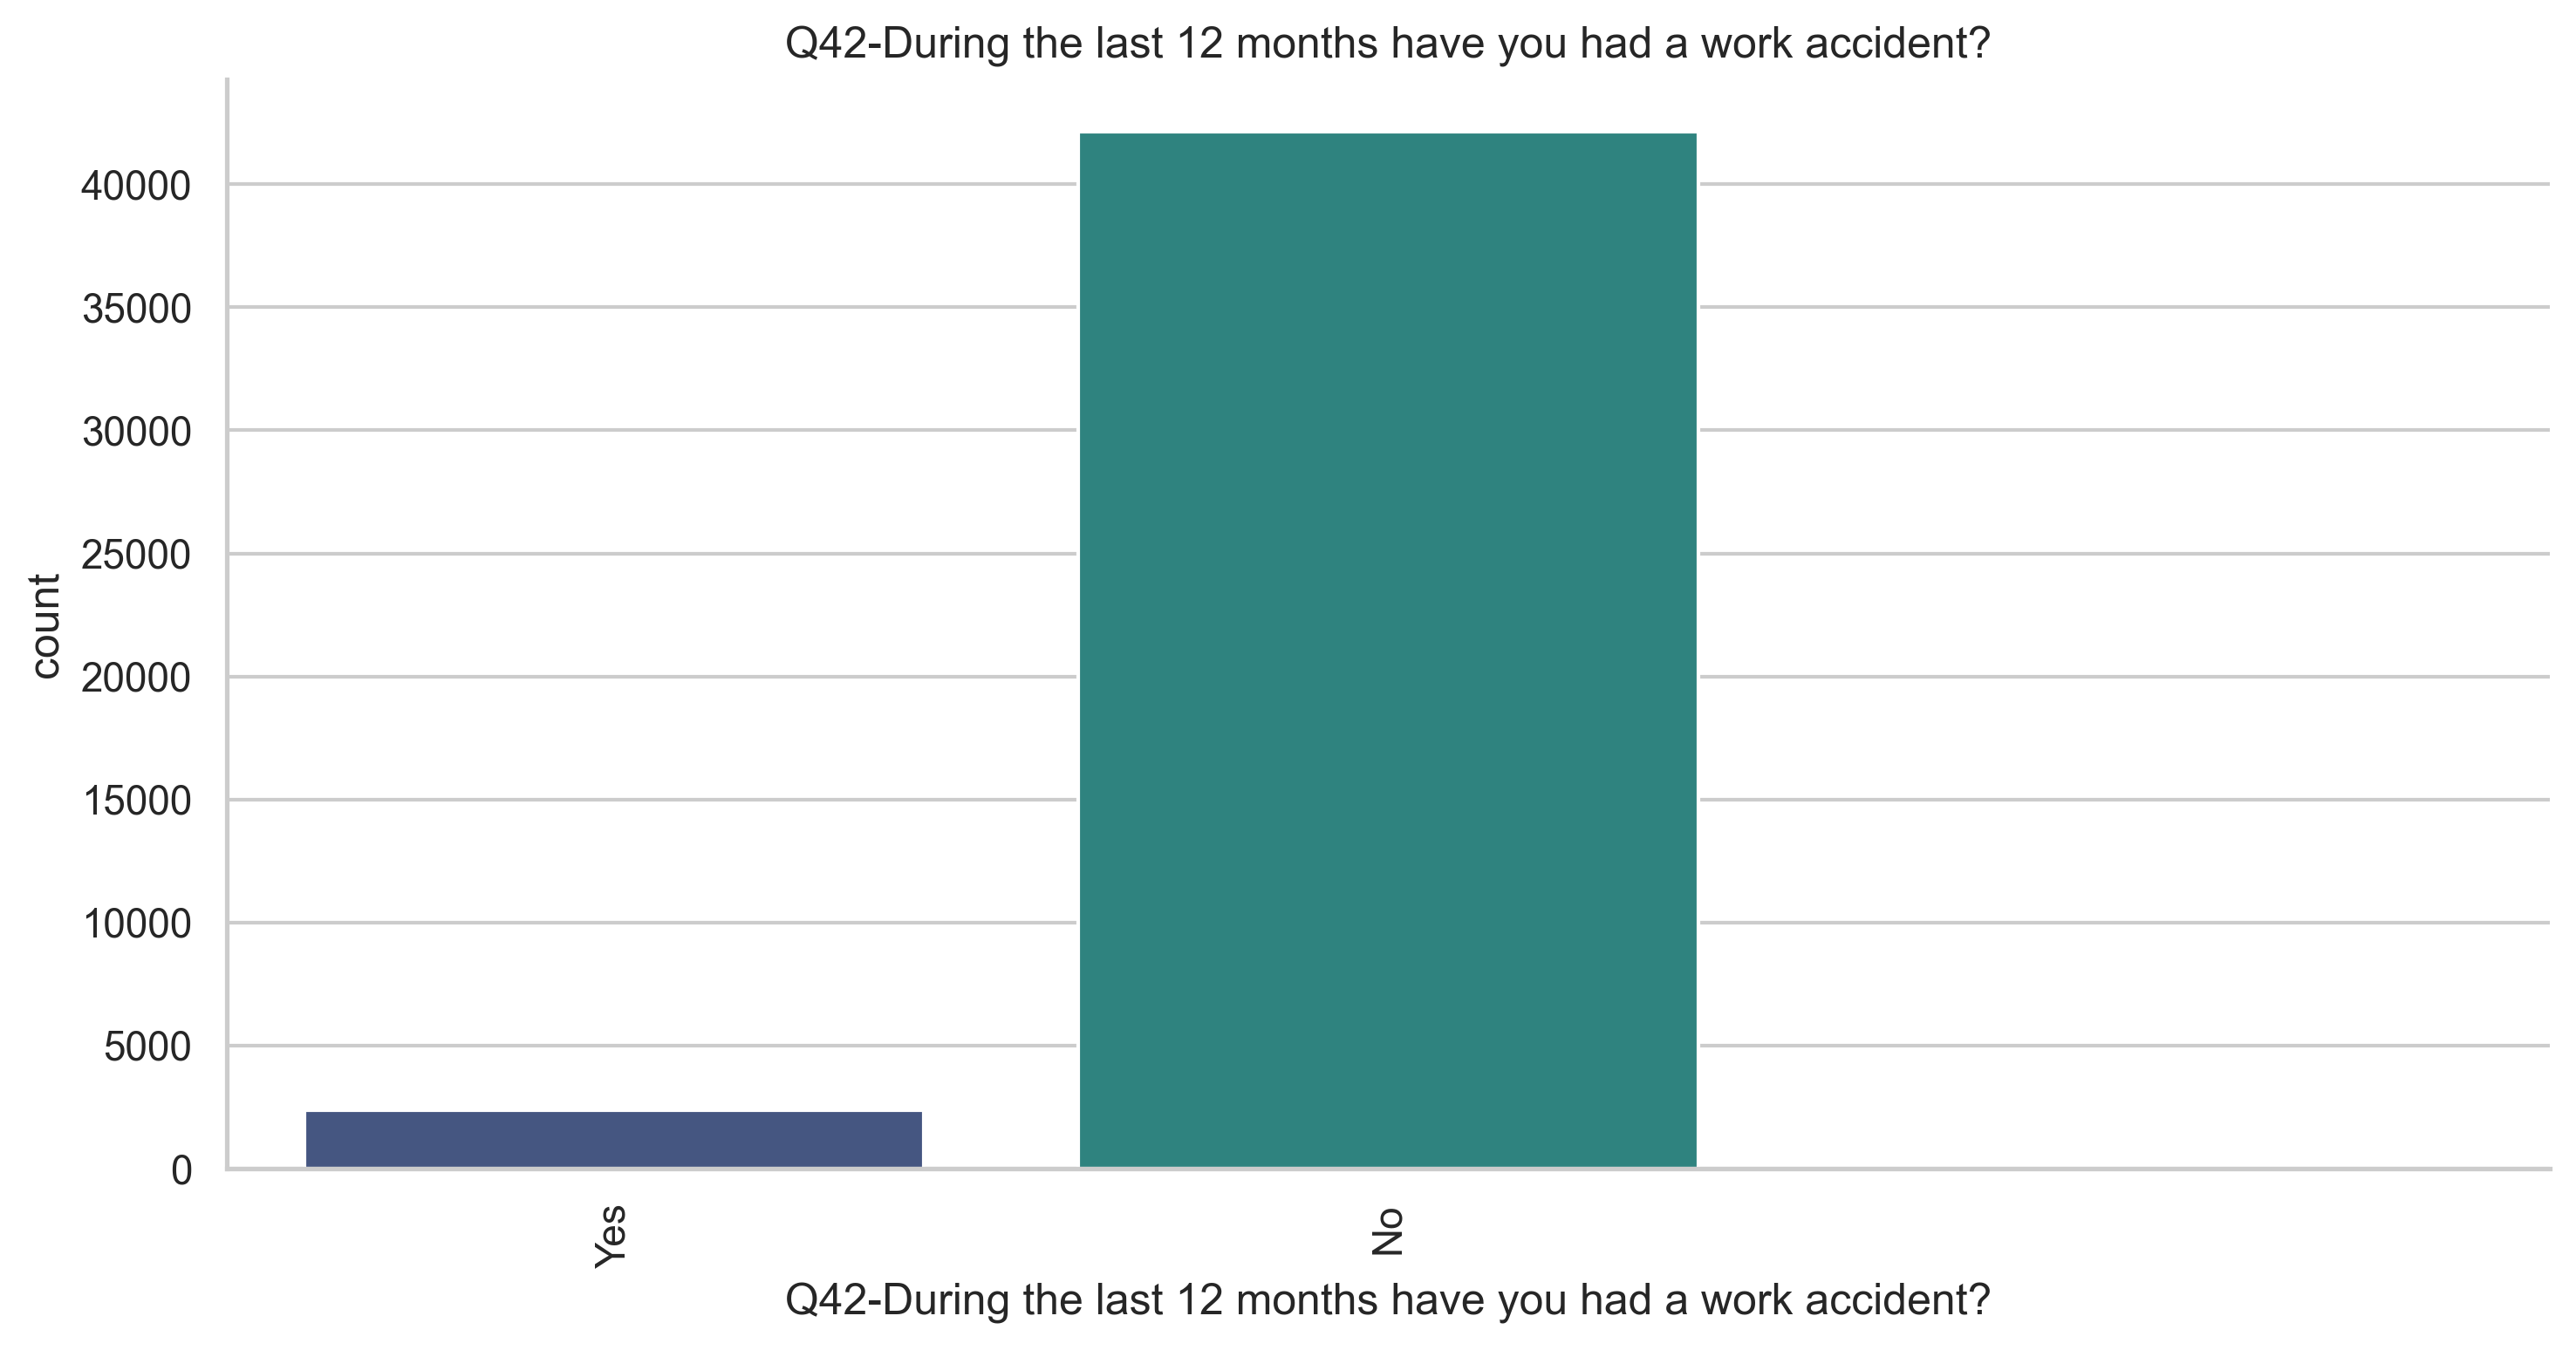 Q42-During the last 12 months have you had a work accident?
40000
35000
30000
25000
20000
15000
10000
5000
0
count
Yes
No
Q42-During the last 12 months have you had a work accident?